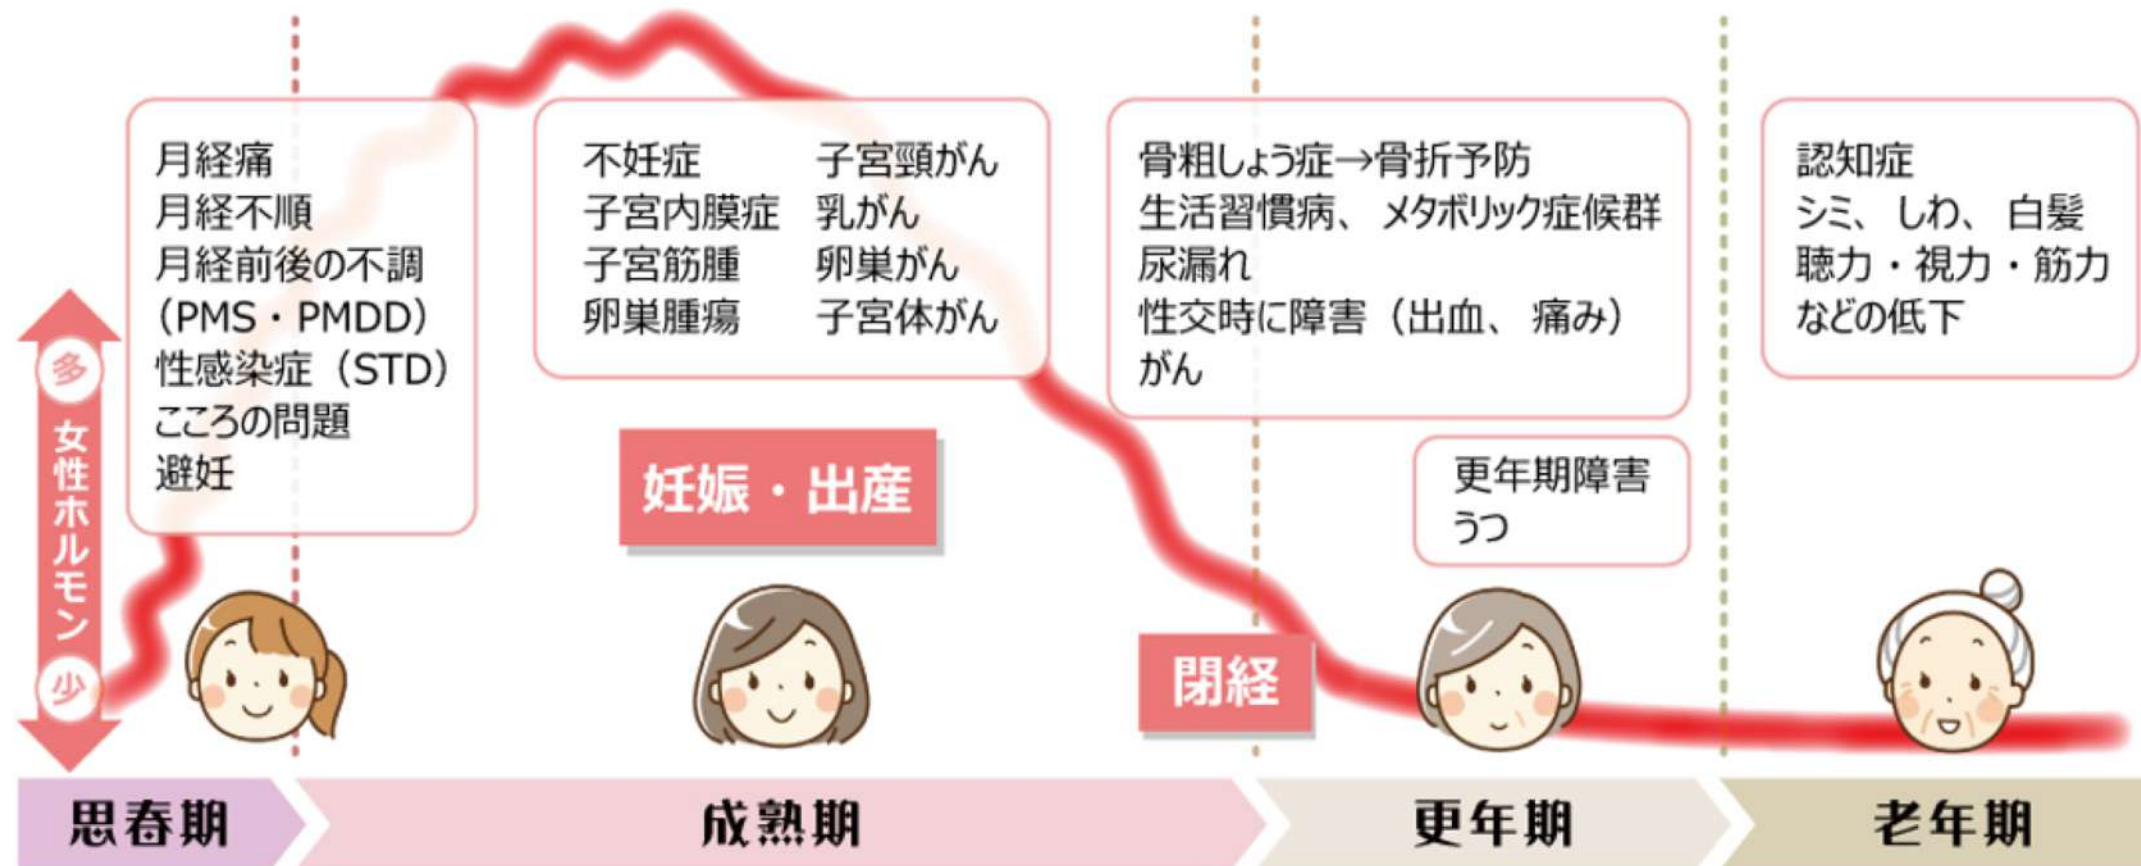 多
女性ホルモン
少
月経痛
月経不順
月経前後の不調
(PMS・PMDD)
性感染症（STD）
こころの問題
避妊
不妊症 子宮頸がん
子宮内膜症 乳がん
子宮筋腫 卵巣がん
卵巣腫瘍 子宮体がん
妊娠・出産
骨粗しょう症→骨折予防
生活習慣病、メタボリック症候群
尿漏れ
性交時に障害（出血、痛み）
がん
更年期障害
うつ
閉経
認知症
シミ、しわ、白髪
聴力・視力・筋力
などの低下
思春期
成熟期
更年期
老年期